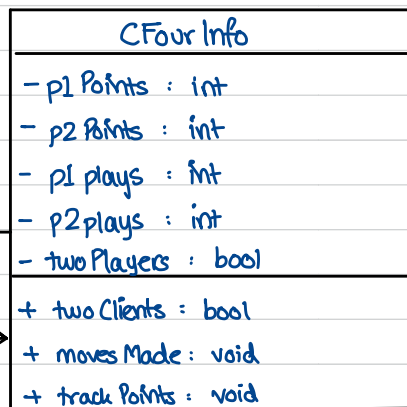 CFour Info
- p1 Points : int
- p2 Points : int
- p1 plays : int
- p2 plays : int
- two Players : bool
+ two Clients : bool
+ moves Made : void
+ track Points : void